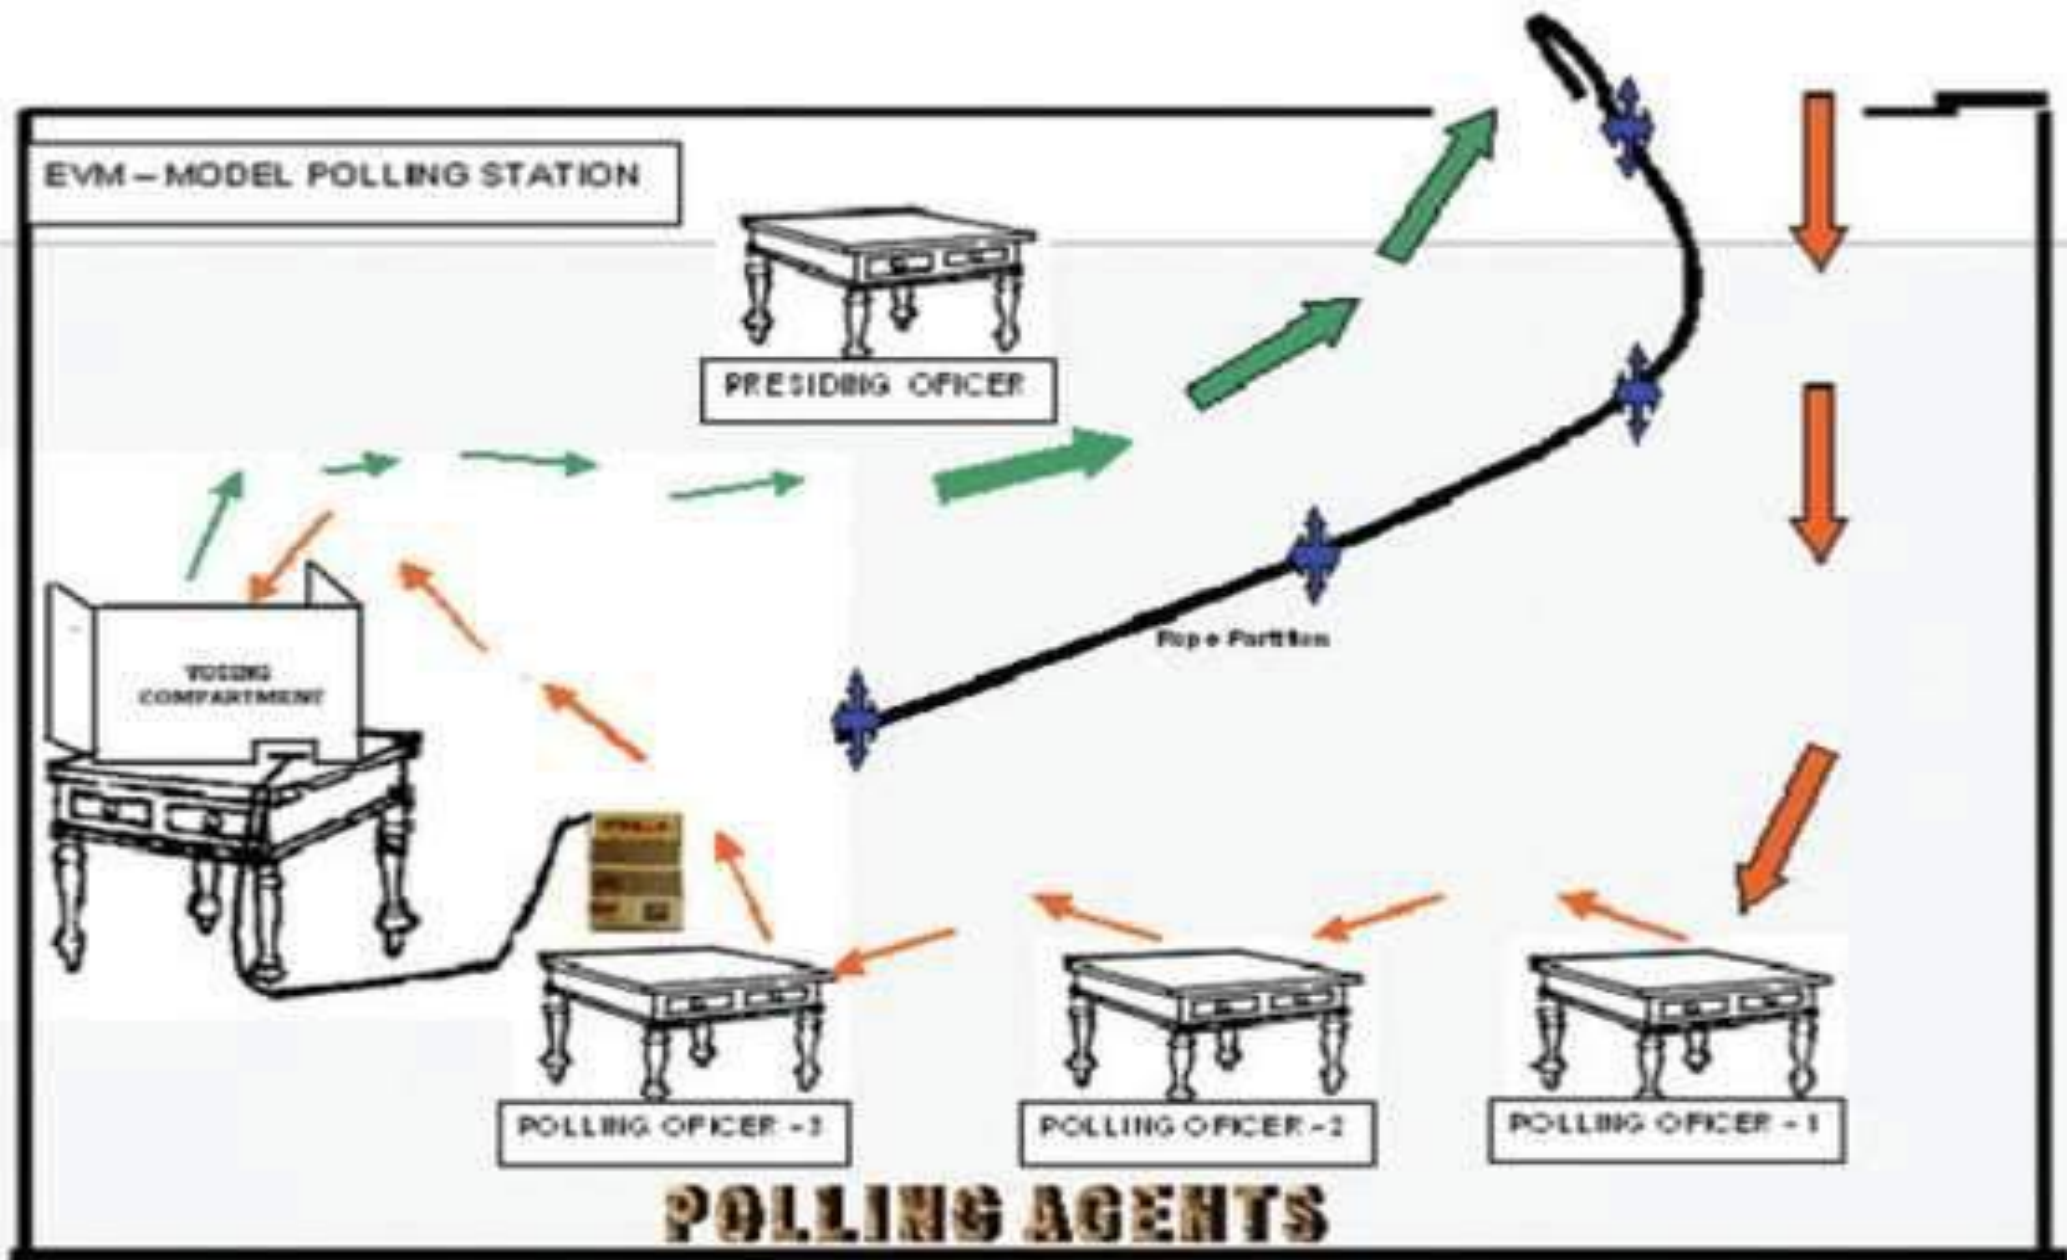 EVM – MODEL POLLING STATION
PRESIDING OFICER
VOTING
COMPARTMENT
Rope Partition
POLLING OFICER - 3
POLLING OFICER - 2
POLLING OFICER - 1
POLLING AGENTS